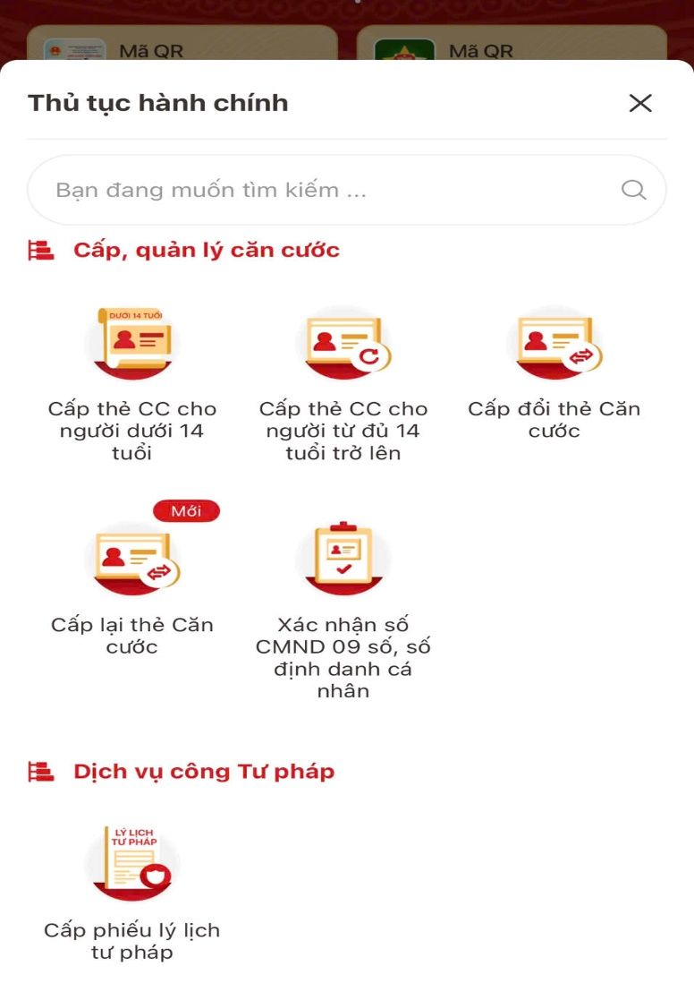 Mã QR
Mã QR
Thủ tục hành chính
Bạn đang muốn tìm kiếm ...
Cấp, quản lý căn cước
DƯỚI 14 TUỔI
Cấp thẻ CC cho
người dưới 14
tuổi
Cấp thẻ CC cho
người từ đủ 14
tuổi trở lên
Cấp đổi thẻ Căn
cước
Mới
Cấp lại thẻ Căn
cước
Xác nhận số
CMND 09 số, số
định danh cá
nhân
Dịch vụ công Tư pháp
LÝ LỊCH
TƯ PHÁP
Cấp phiếu lý lịch
tư pháp